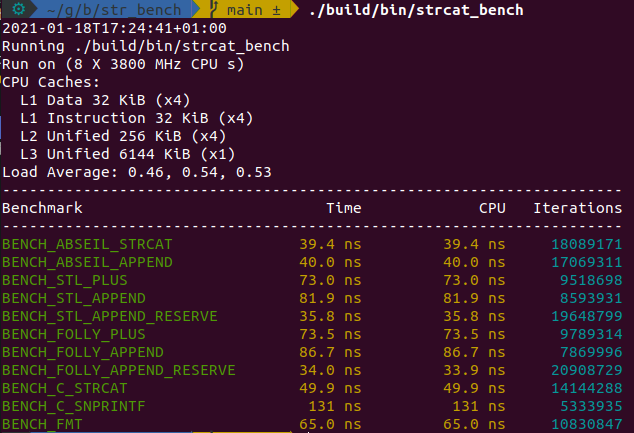 ~/g/b/str_bench main ± ./build/bin/strcat_bench
2021-01-18T17:24:41+01:00
Running ./build/bin/strcat_bench
Run on (8 X 3800 MHz CPU s)
CPU Caches:
  L1 Data 32 KiB (x4)
  L1 Instruction 32 KiB (x4)
  L2 Unified 256 KiB (x4)
  L3 Unified 6144 KiB (x1)
Load Average: 0.46, 0.54, 0.53
---------------------------------------------------------------------
Benchmark                           Time             CPU   Iterations
---------------------------------------------------------------------
BENCH_ABSEIL_STRCAT              39.4 ns         39.4 ns     18089171
BENCH_ABSEIL_APPEND              40.0 ns         40.0 ns     17069311
BENCH_STL_PLUS                   73.0 ns         73.0 ns      9518698
BENCH_STL_APPEND                 81.9 ns         81.9 ns      8593931
BENCH_STL_APPEND_RESERVE         35.8 ns         35.8 ns     19648799
BENCH_FOLLY_PLUS                 73.5 ns         73.5 ns      9789314
BENCH_FOLLY_APPEND               86.7 ns         86.7 ns      7869996
BENCH_FOLLY_APPEND_RESERVE       34.0 ns         33.9 ns     20908729
BENCH_C_STRCAT                   49.9 ns         49.9 ns     14144288
BENCH_C_SNPRINTF                  131 ns          131 ns      5333935
BENCH_FMT                        65.0 ns         65.0 ns     10830847